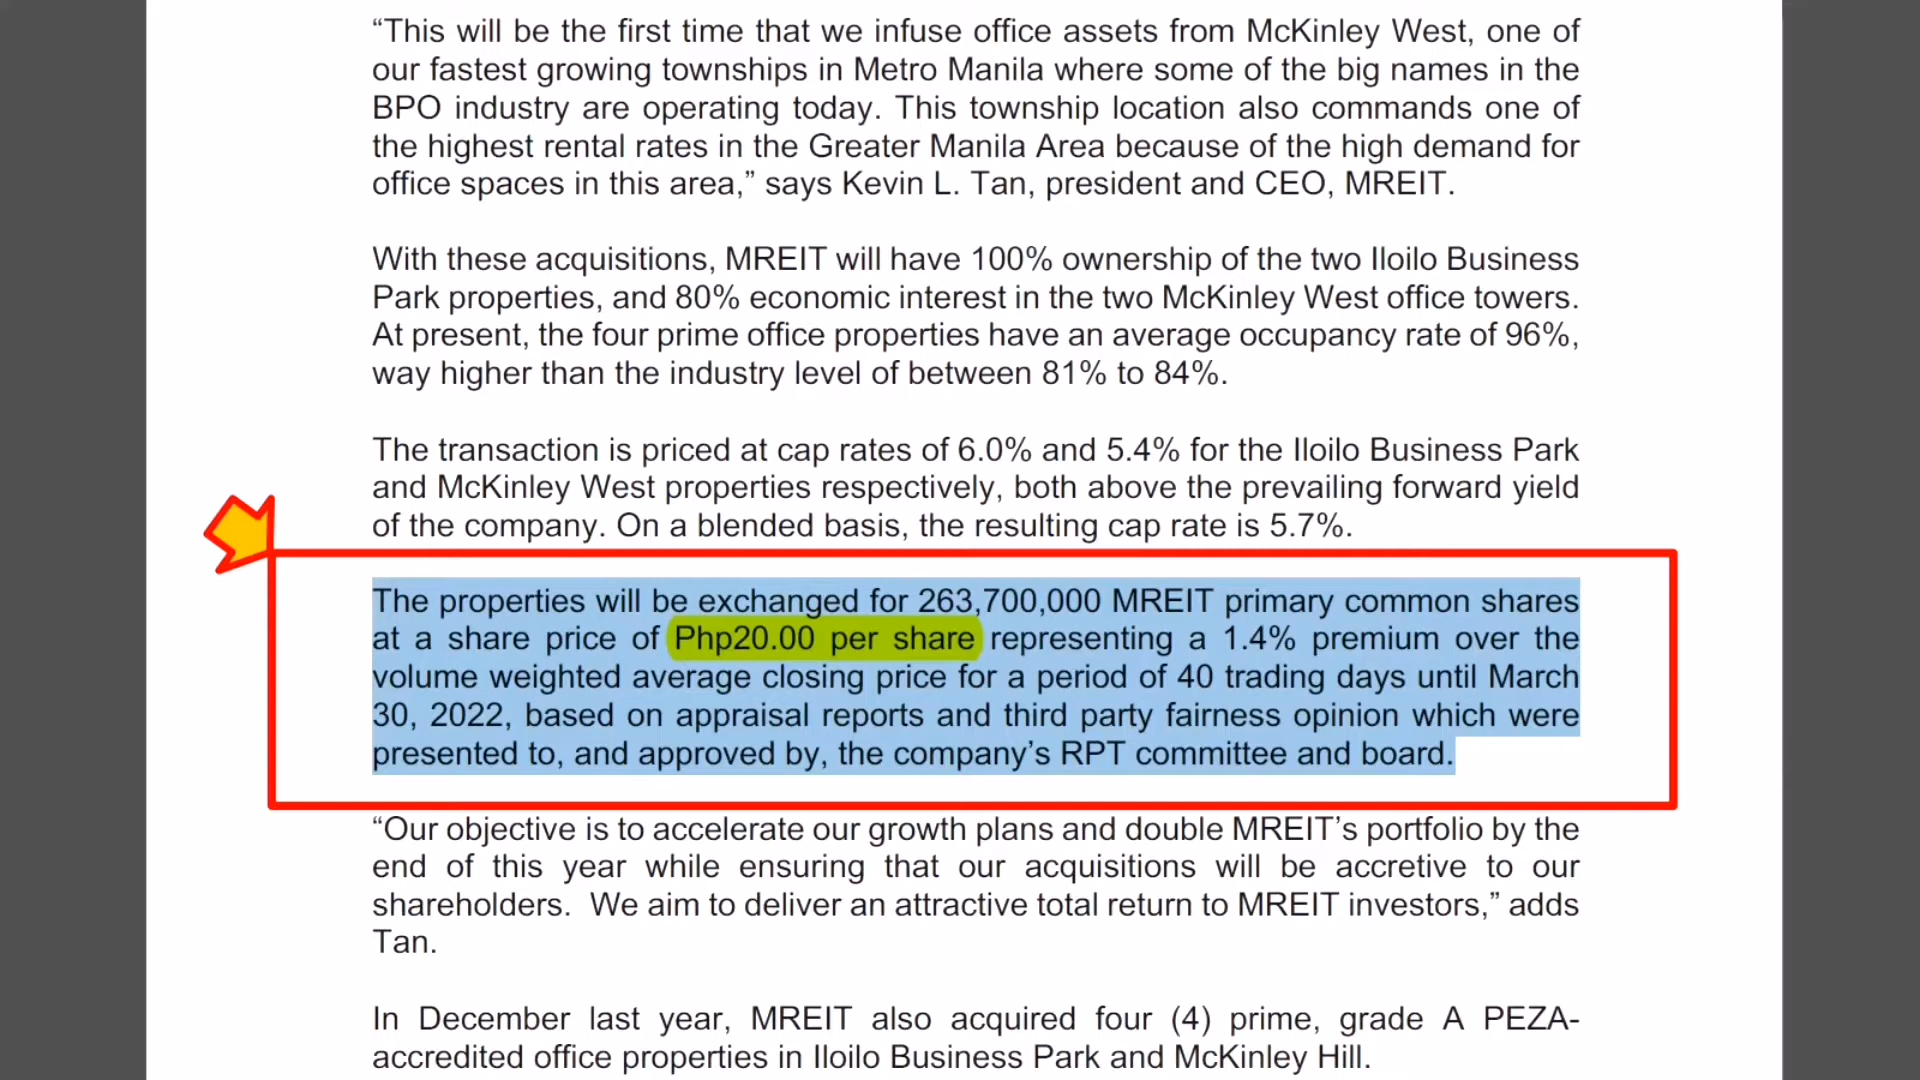 “This will be the first time that we infuse office assets from McKinley West, one of
our fastest growing townships in Metro Manila where some of the big names in the
BPO industry are operating today. This township location also commands one of
the highest rental rates in the Greater Manila Area because of the high demand for
office spaces in this area,” says Kevin L. Tan, president and CEO, MREIT.
With these acquisitions, MREIT will have 100% ownership of the two Iloilo Business
Park properties, and 80% economic interest in the two McKinley West office towers.
At present, the four prime office properties have an average occupancy rate of 96%,
way higher than the industry level of between 81% to 84%.
The transaction is priced at cap rates of 6.0% and 5.4% for the Iloilo Business Park
and McKinley West properties respectively, both above the prevailing forward yield
of the company. On a blended basis, the resulting cap rate is 5.7%.
The properties will be exchanged for 263,700,000 MREIT primary common shares
at a share price of Php20.00 per share representing a 1.4% premium over the
volume weighted average closing price for a period of 40 trading days until March
30, 2022, based on appraisal reports and third party fairness opinion which were
presented to, and approved by, the company’s RPT committee and board.
“Our objective is to accelerate our growth plans and double MREIT’s portfolio by the
end of this year while ensuring that our acquisitions will be accretive to our
shareholders.  We aim to deliver an attractive total return to MREIT investors,” adds
Tan.
In December last year, MREIT also acquired four (4) prime, grade A PEZA-
accredited office properties in Iloilo Business Park and McKinley Hill.